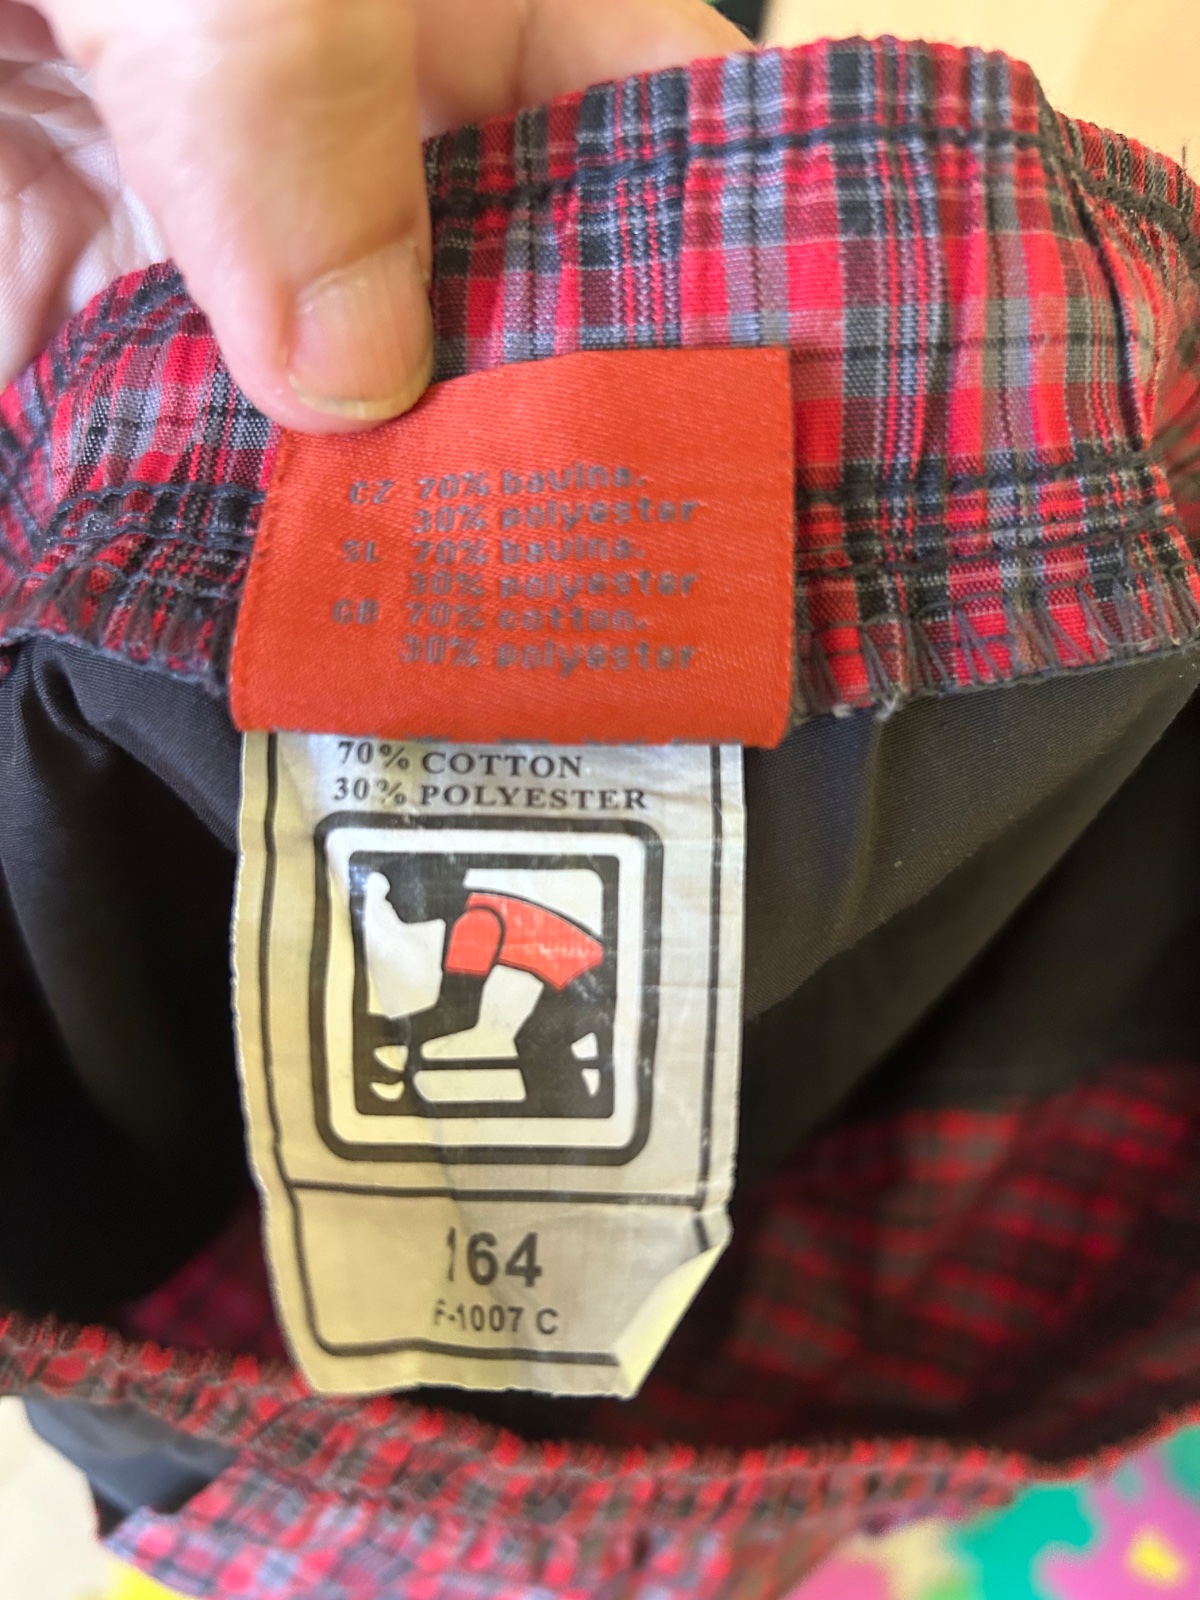 CZ 70% bavlna.
30% polyester
SL 70% bavlna.
30% polyester
GB 70% cotton.
30% polyester
70% COTTON
30% POLYESTER
164
F-1007 C